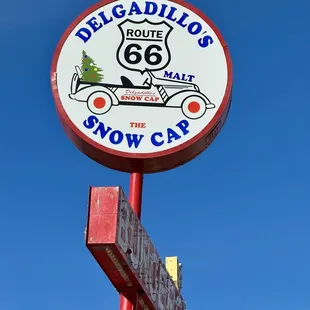 DELGADILLO'S
ROUTE
66
MALT
Delgadillo's
SNOW CAP
THE
SNOW CAP